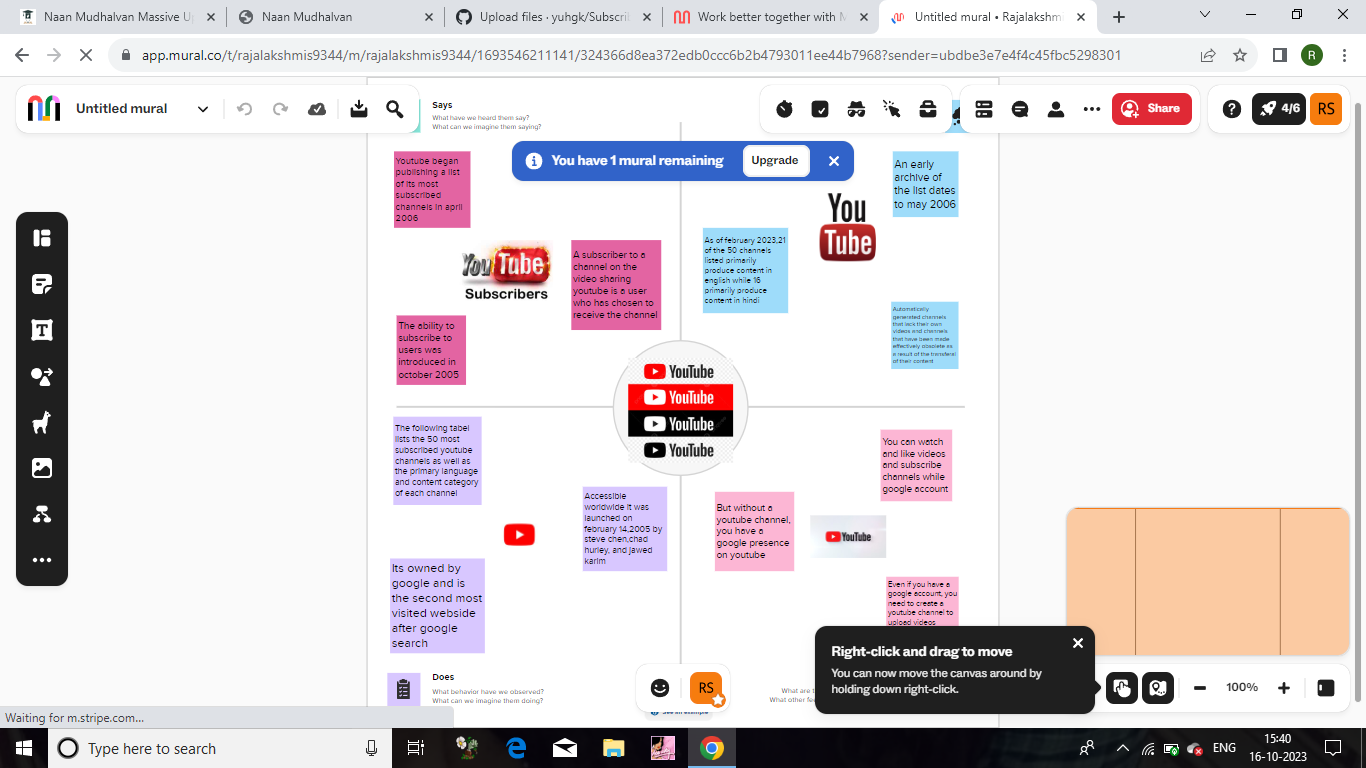 Naan Mudhalvan Massive U
Naan Mudhalvan
Upload files · yuhgk/Subscri
Work better together with M
Untitled mural • Rajalakshmi
app.mural.co/t/rajalakshmis9344/m/rajalakshmis9344/1693546211141/324366d8ea372edb0ccc6b2b4793011ee44b7968?sender=ubdbe3e7e4f4c45fbc5298301
R
Untitled mural
Share
4/6
RS
Says
What have we heard them say?
What can we imagine them saying?
You have 1 mural remaining
Upgrade
Youtube began
publishing a list
of its most
subscribed
channels in april
2006
An early
archive of
the list dates
to may 2006
You
Tube
YouTube
Subscribers
A subscriber to a
channel on the
video sharing
youtube is a user
who has chosen to
receive the channel
As of february 2023,21
of the 50 channels
listed primarily
produce content in
english while 16
primarily produce
content in hindi
The ability to
subscribe to
users was
introduced in
october 2005
Automatically
generated channels
that lack their own
videos and channels
that have been made
effectively obsolete as
a result of the transferal
of their content
YouTube
YouTube
YouTube
YouTube
The following tabel
lists the 50 most
subscribed youtube
channels as well as
the primary language
and content category
of each channel
Accessible
worldwide it was
launched on
february 14,2005 by
steve chen,chad
hurley, and jawed
karim
You can watch
and like videos
and subscribe
channels while
google account
But without a
youtube channel,
you have a
google presence
on youtube
YouTube
Its owned by
google and is
the second most
visited webside
after google
search
Even if you have a
google account, you
need to create a
youtube channel to
upload videos
Right-click and drag to move
You can now move the canvas around by
holding down right-click.
Does
What behavior have we observed?
What can we imagine them doing?
RS
What are t
What other fe
See an example
100%
Waiting for m.stripe.com...
Type here to search
ENG
15:40
16-10-2023